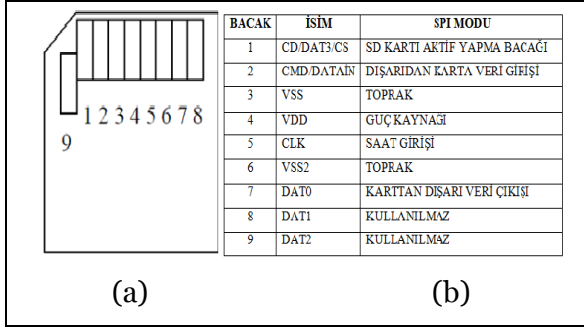 1 2 3 4 5 6 7 8
9
BACAK İSİM SPI MODU
1 CD/DAT3/CS SD KARTI AKTİF YAPMA BACAĞI
2 CMD/DATAİN DIŞARIDAN KARTA VERİ GİRİŞİ
3 VSS TOPRAK
4 VDD GUÇ KAYNAĞI
5 CLK SAAT GİRİŞİ
6 VSS2 TOPRAK
7 DAT0 KARTTAN DIŞARI VERİ ÇIKIŞI
8 DAT1 KULLANILMAZ
9 DAT2 KULLANILMAZ
(a) (b)